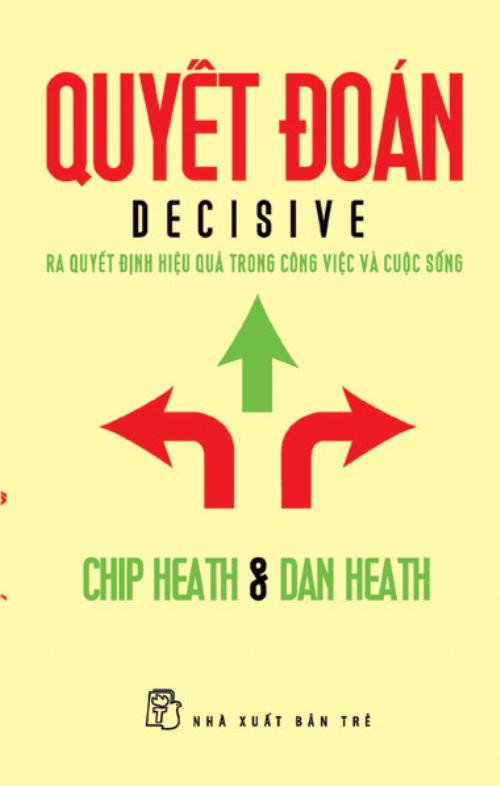 QUYẾT ĐOÁN
DECISIVE
RA QUYẾT ĐỊNH HIỆU QUẢ TRONG CÔNG VIỆC VÀ CUỘC SỐNG
CHIP HEATH & DAN HEATH
NHÀ XUẤT BẢN TRẺ